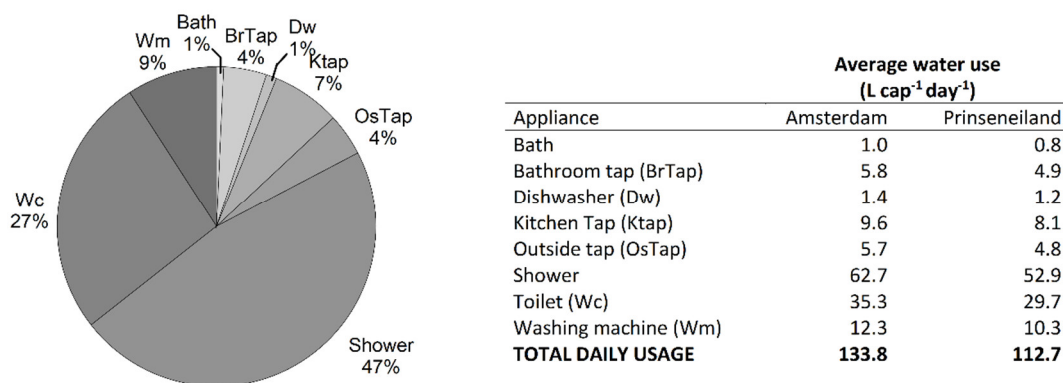 Bath
1%
BrTap
4%
Dw
1%
Ktap
7%
OsTap
4%
Shower
47%
Wc
27%
Wm
9%
Average water use
(L cap⁻¹ day⁻¹)
Appliance Amsterdam Prinseneiland
Bath 1.0 0.8
Bathroom tap (BrTap) 5.8 4.9
Dishwasher (Dw) 1.4 1.2
Kitchen Tap (Ktap) 9.6 8.1
Outside tap (OsTap) 5.7 4.8
Shower 62.7 52.9
Toilet (Wc) 35.3 29.7
Washing machine (Wm) 12.3 10.3
TOTAL DAILY USAGE 133.8 112.7